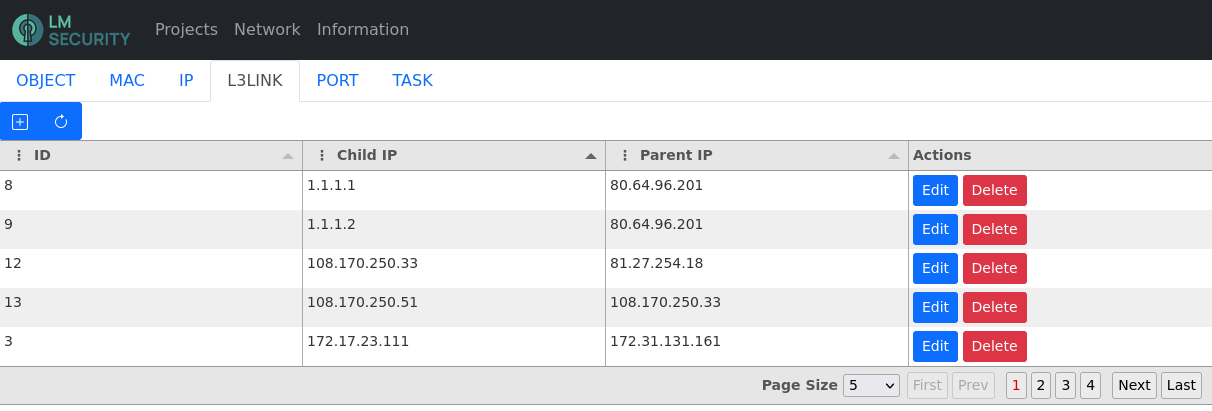 LM
SECURITY
Projects Network Information
OBJECT MAC IP L3LINK PORT TASK
ID Child IP Parent IP Actions
8 1.1.1.1 80.64.96.201 Edit Delete
9 1.1.1.2 80.64.96.201 Edit Delete
12 108.170.250.33 81.27.254.18 Edit Delete
13 108.170.250.51 108.170.250.33 Edit Delete
3 172.17.23.111 172.31.131.161 Edit Delete
Page Size 5 First Prev 1 2 3 4 Next Last